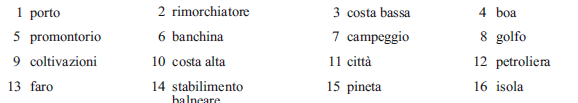 1 porto 2 rimorchiatore 3 costa bassa 4 boa
5 promontorio 6 banchina 7 campeggio 8 golfo
9 coltivazioni 10 costa alta 11 città 12 petroliera
13 faro 14 stabilimento 15 pineta 16 isola
balneare